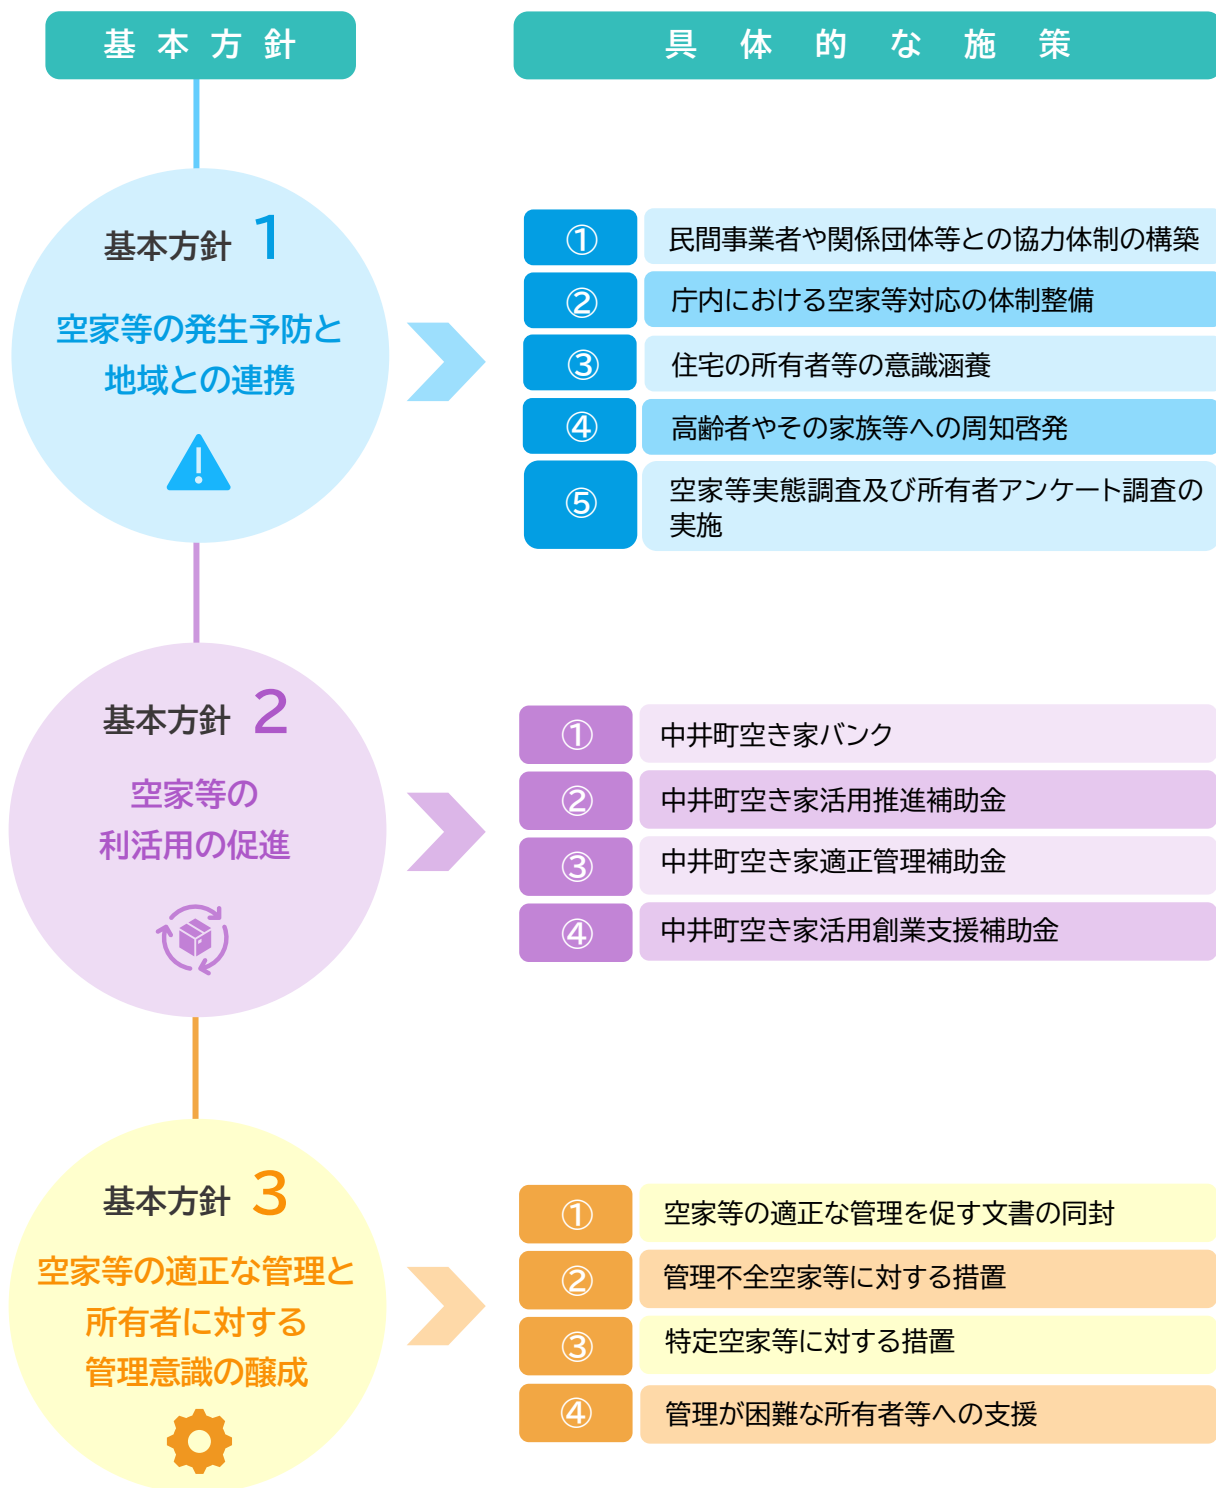 基本方針
具体的な施策
基本方針 1
空家等の発生予防と
地域との連携
① 民間事業者や関係団体等との協力体制の構築
② 庁内における空家等対応の体制整備
③ 住宅の所有者等の意識涵養
④ 高齢者やその家族等への周知啓発
⑤ 空家等実態調査及び所有者アンケート調査の
実施
基本方針 2
空家等の
利活用の促進
① 中井町空き家バンク
② 中井町空き家活用推進補助金
③ 中井町空き家適正管理補助金
④ 中井町空き家活用創業支援補助金
基本方針 3
空家等の適正な管理と
所有者に対する
管理意識の醸成
① 空家等の適正な管理を促す文書の同封
② 管理不全空家等に対する措置
③ 特定空家等に対する措置
④ 管理が困難な所有者等への支援